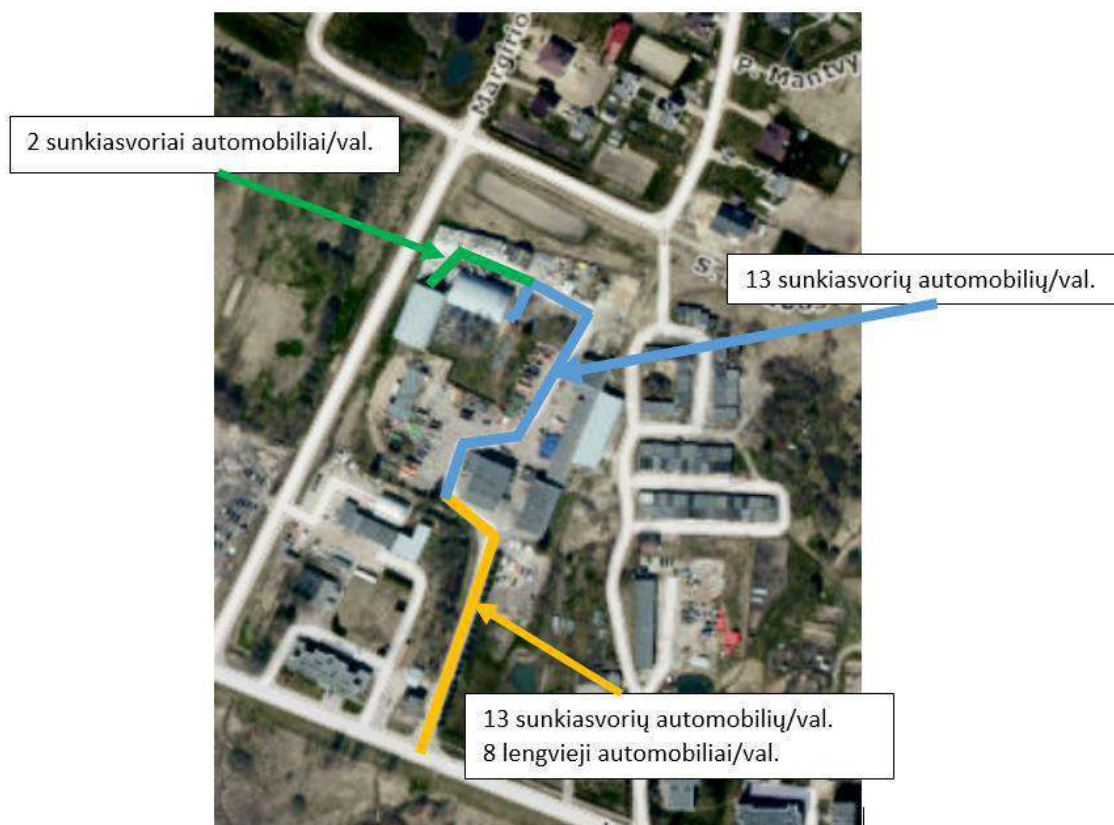 Margirio
P. Mantvy
2 sunkiasvoriai automobiliai/val.
S.
13 sunkiasvorių automobilių/val.
13 sunkiasvorių automobilių/val.
8 lengvieji automobiliai/val.